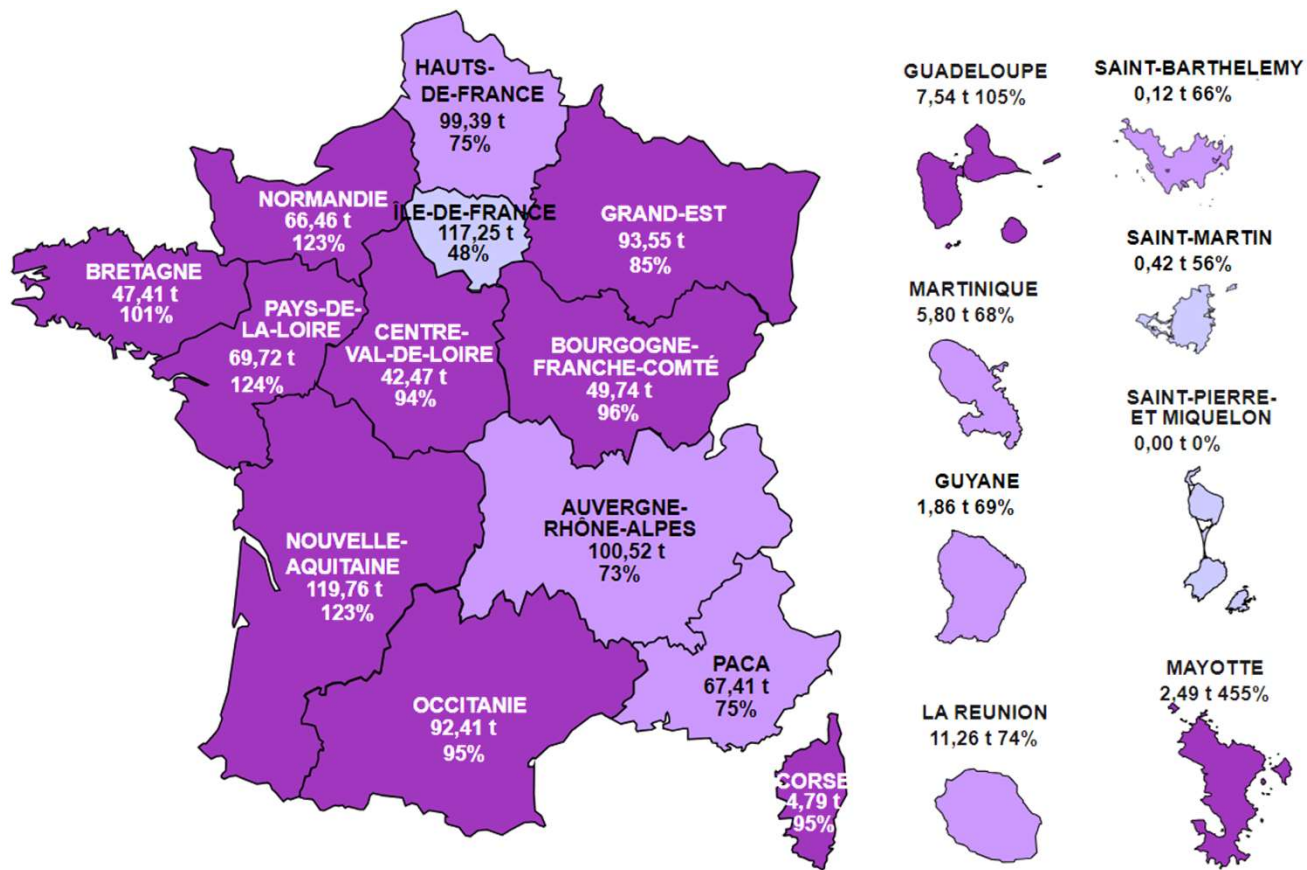 HAUTS-
DE-FRANCE
99,39 t
75%
NORMANDIE
66,46 t
123%
ÎLE-DE-FRANCE
117,25 t
48%
GRAND-EST
93,55 t
85%
BRETAGNE
47,41 t
101%
PAYS-DE-
LA-LOIRE
69,72 t
124%
CENTRE-
VAL-DE-LOIRE
42,47 t
94%
BOURGOGNE-
FRANCHE-COMTÉ
49,74 t
96%
NOUVELLE-
AQUITAINE
119,76 t
123%
AUVERGNE-
RHÔNE-ALPES
100,52 t
73%
OCCITANIE
92,41 t
95%
PACA
67,41 t
75%
CORSE
4,79 t
95%
GUADELOUPE
7,54 t 105%
SAINT-BARTHELEMY
0,12 t 66%
MARTINIQUE
5,80 t 68%
SAINT-MARTIN
0,42 t 56%
GUYANE
1,86 t 69%
SAINT-PIERRE-
ET MIQUELON
0,00 t 0%
LA REUNION
11,26 t 74%
MAYOTTE
2,49 t 455%